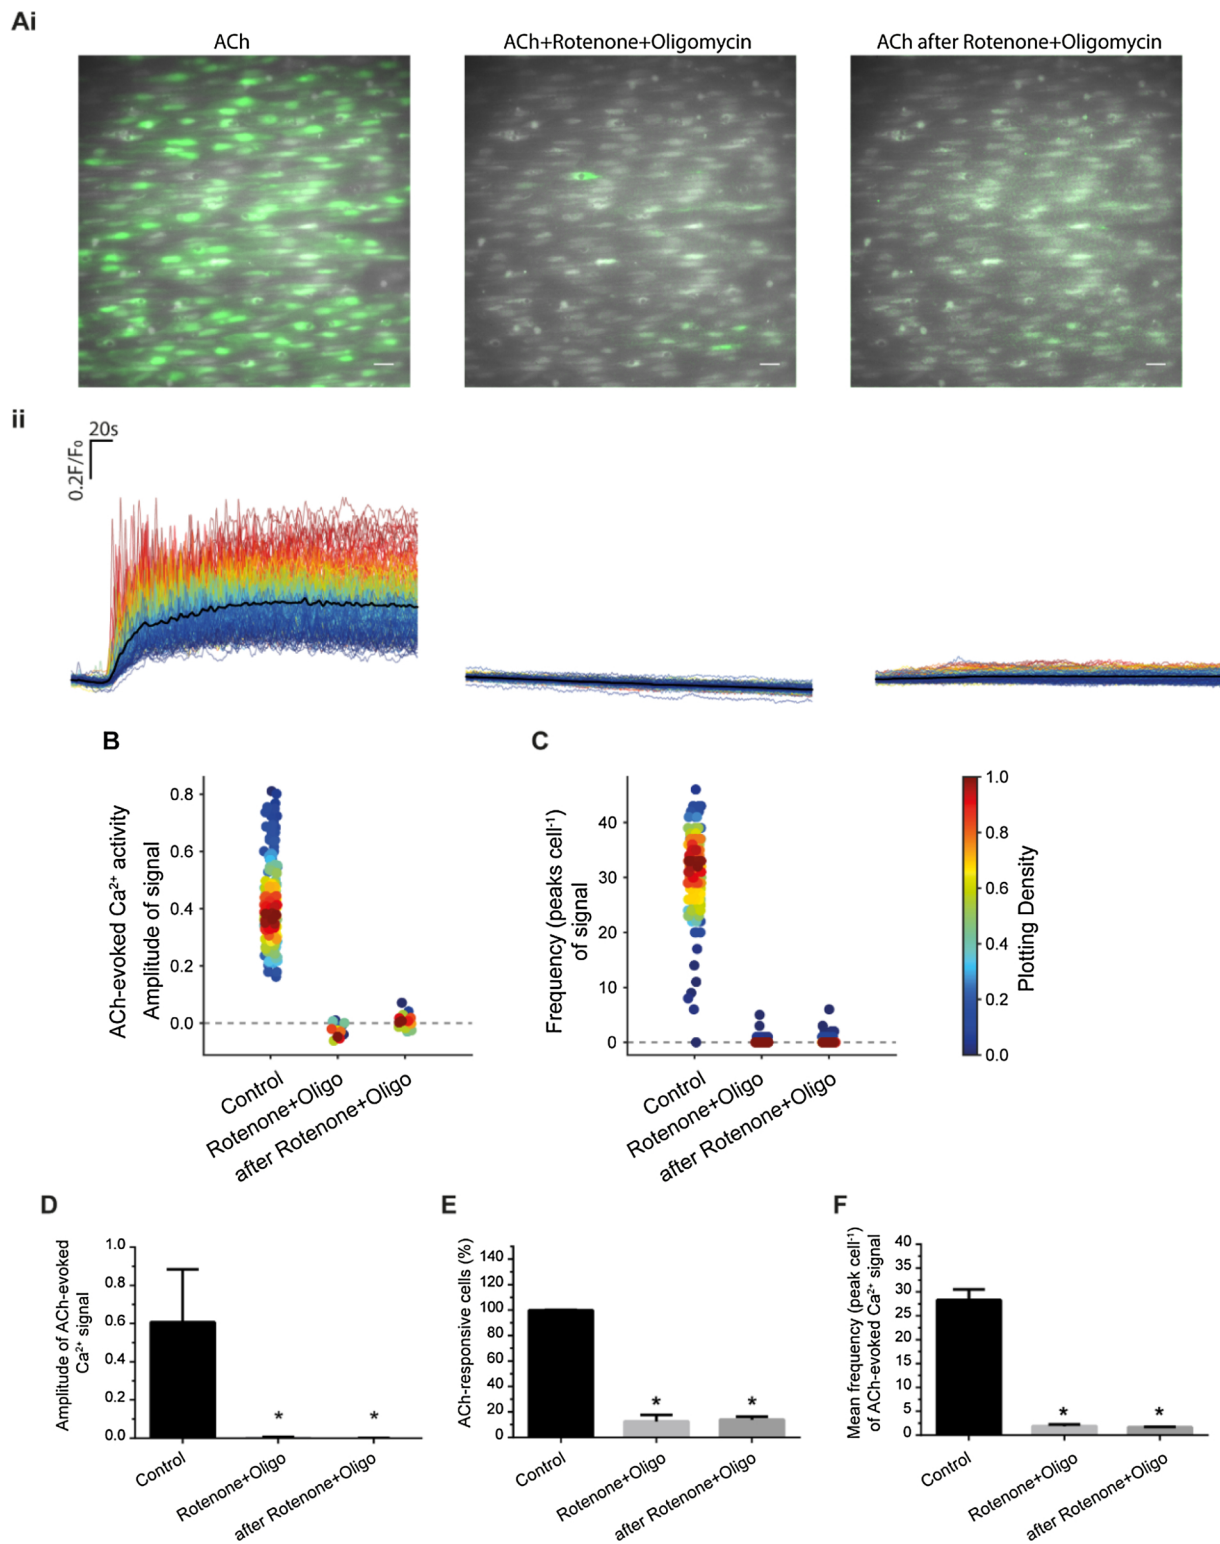 Ai
ACh
ACh+Rotenone+Oligomycin
ACh after Rotenone+Oligomycin
ii
20s
0.2F/F₀
B
ACh-evoked Ca²⁺ activity
Amplitude of signal
0.8
0.6
0.4
0.2
0.0
Control
Rotenone+Oligo
after Rotenone+Oligo
C
Frequency (peaks cell⁻¹)
of signal
40
30
20
10
0
Control
Rotenone+Oligo
after Rotenone+Oligo
1.0
0.8
0.6
0.4
0.2
0.0
Plotting Density
D
Amplitude of ACh-evoked
Ca²⁺ signal
1.0
0.8
0.6
0.4
0.2
0.0
*
*
Control
Rotenone+Oligo
after Rotenone+Oligo
E
ACh-responsive cells (%)
140
120
100
80
60
40
20
0
*
*
Control
Rotenone+Oligo
after Rotenone+Oligo
F
Mean frequency (peak cell⁻¹)
of ACh-evoked Ca²⁺ signal
40
35
30
25
20
15
10
5
0
*
*
Control
Rotenone+Oligo
after Rotenone+Oligo